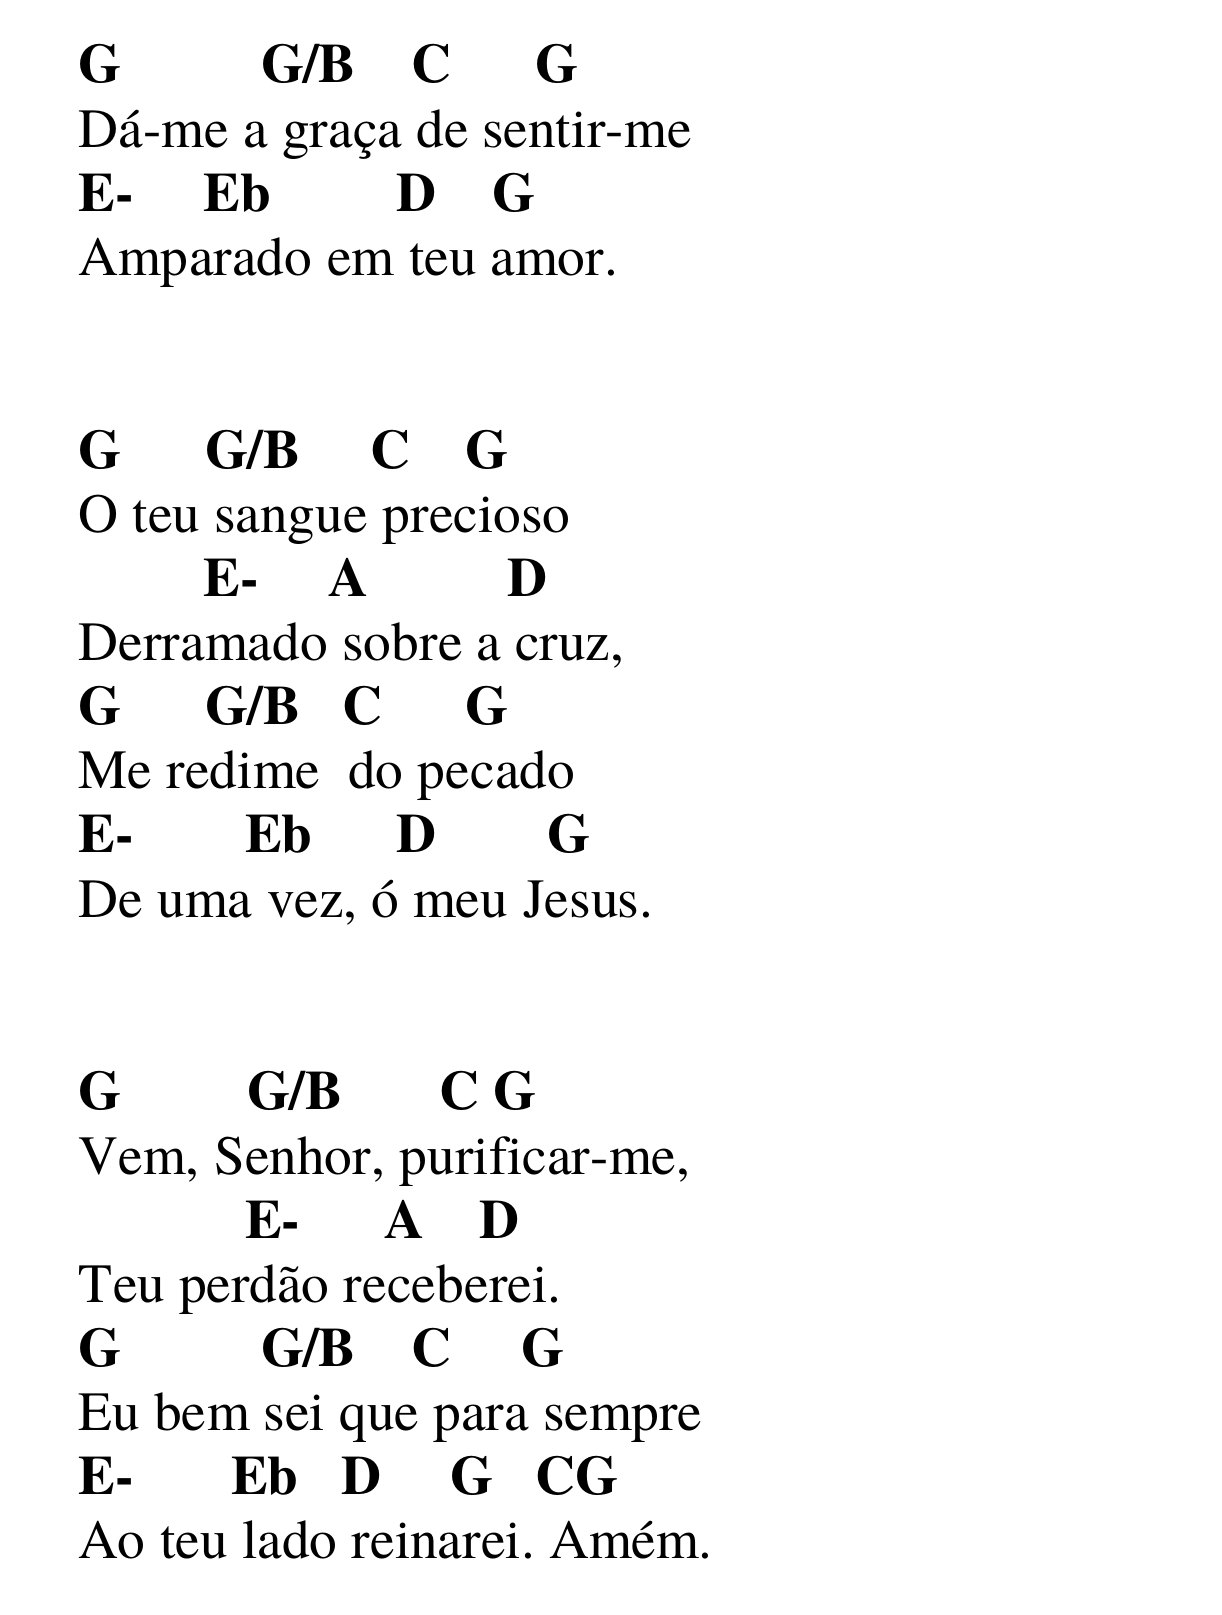 G          G/B    C      G
Dá-me a graça de sentir-me
E-     Eb         D    G
Amparado em teu amor.
G      G/B     C    G
O teu sangue precioso
         E-     A          D
Derramado sobre a cruz,
G      G/B   C      G
Me redime  do pecado
E-        Eb      D        G
De uma vez, ó meu Jesus.
G         G/B       C G
Vem, Senhor, purificar-me,
            E-      A    D
Teu perdão receberei.
G          G/B    C     G
Eu bem sei que para sempre
E-       Eb   D     G   CG
Ao teu lado reinarei. Amém.